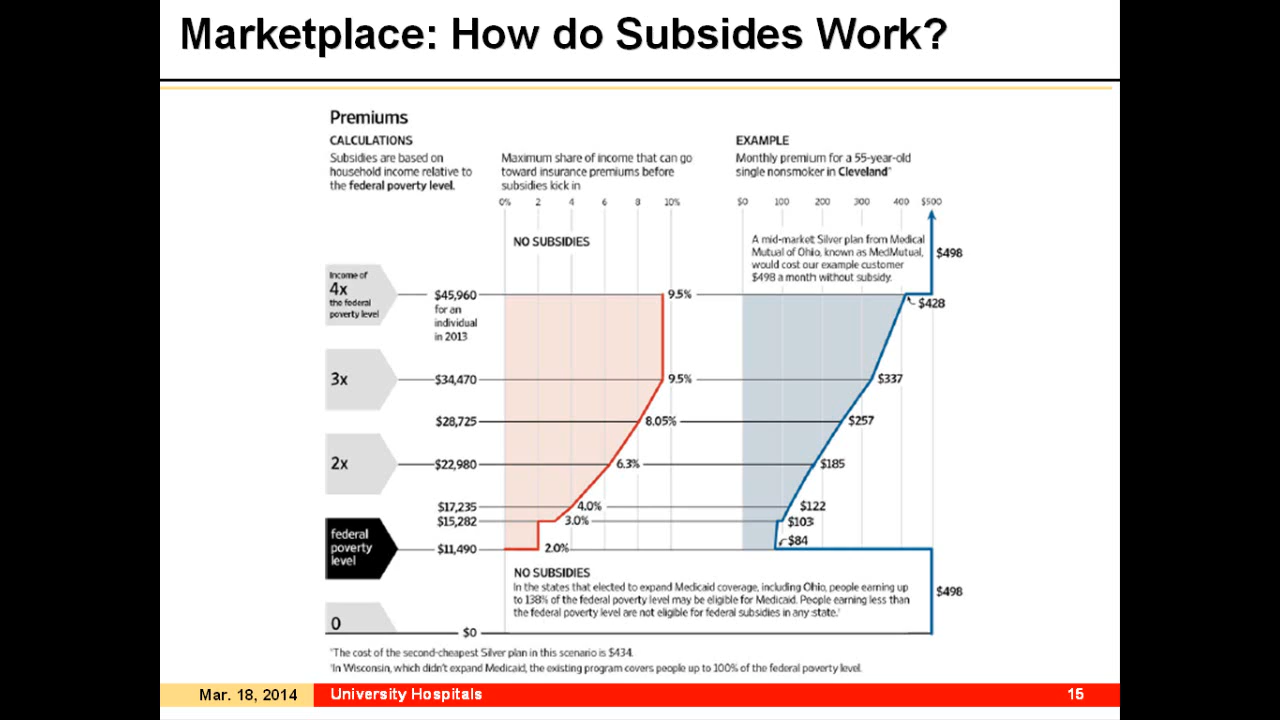 Marketplace: How do Subsides Work?
Premiums
CALCULATIONS
Subsidies are based on
household income relative to
the federal poverty level.
Maximum share of income that can go
toward insurance premiums before
subsidies kick in
EXAMPLE
Monthly premium for a 55-year-old
single nonsmoker in Cleveland*
0% 2 4 6 8 10%
$0 100 200 300 400 $500
NO SUBSIDIES
A mid-market Silver plan from Medical
Mutual of Ohio, known as MedMutual,
would cost our example customer
$498 a month without subsidy.
$498
Income of
4x
the federal
poverty level
$45,960
for an
individual
in 2013
9.5%
$428
3x
$34,470
9.5%
$337
$28,725
8.05%
$257
2x
$22,980
6.3%
$185
$17,235
4.0%
$122
$15,282
3.0%
$103
federal
poverty
level
$11,490
2.0%
$84
NO SUBSIDIES
In the states that elected to expand Medicaid coverage, including Ohio, people earning up
to 138% of the federal poverty level may be eligible for Medicaid. People earning less than
the federal poverty level are not eligible for federal subsidies in any state.¹
$498
0
$0
*The cost of the second-cheapest Silver plan in this scenario is $434.
¹In Wisconsin, which didn't expand Medicaid, the existing program covers people up to 100% of the federal poverty level.
Mar. 18, 2014
University Hospitals
15